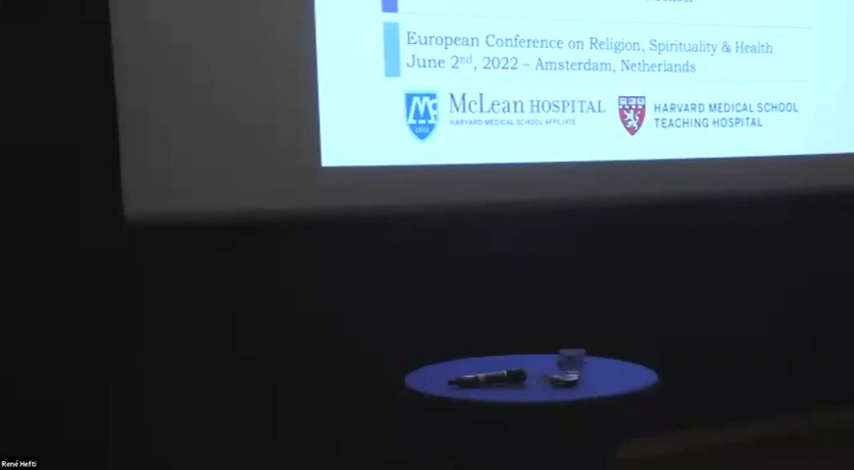 European Conference on Religion, Spirituality & Health
June 2nd, 2022 – Amsterdam, Netherlands
McLEAN HOSPITAL
HARVARD MEDICAL SCHOOL AFFILIATE
HARVARD MEDICAL SCHOOL
TEACHING HOSPITAL
René Hefti